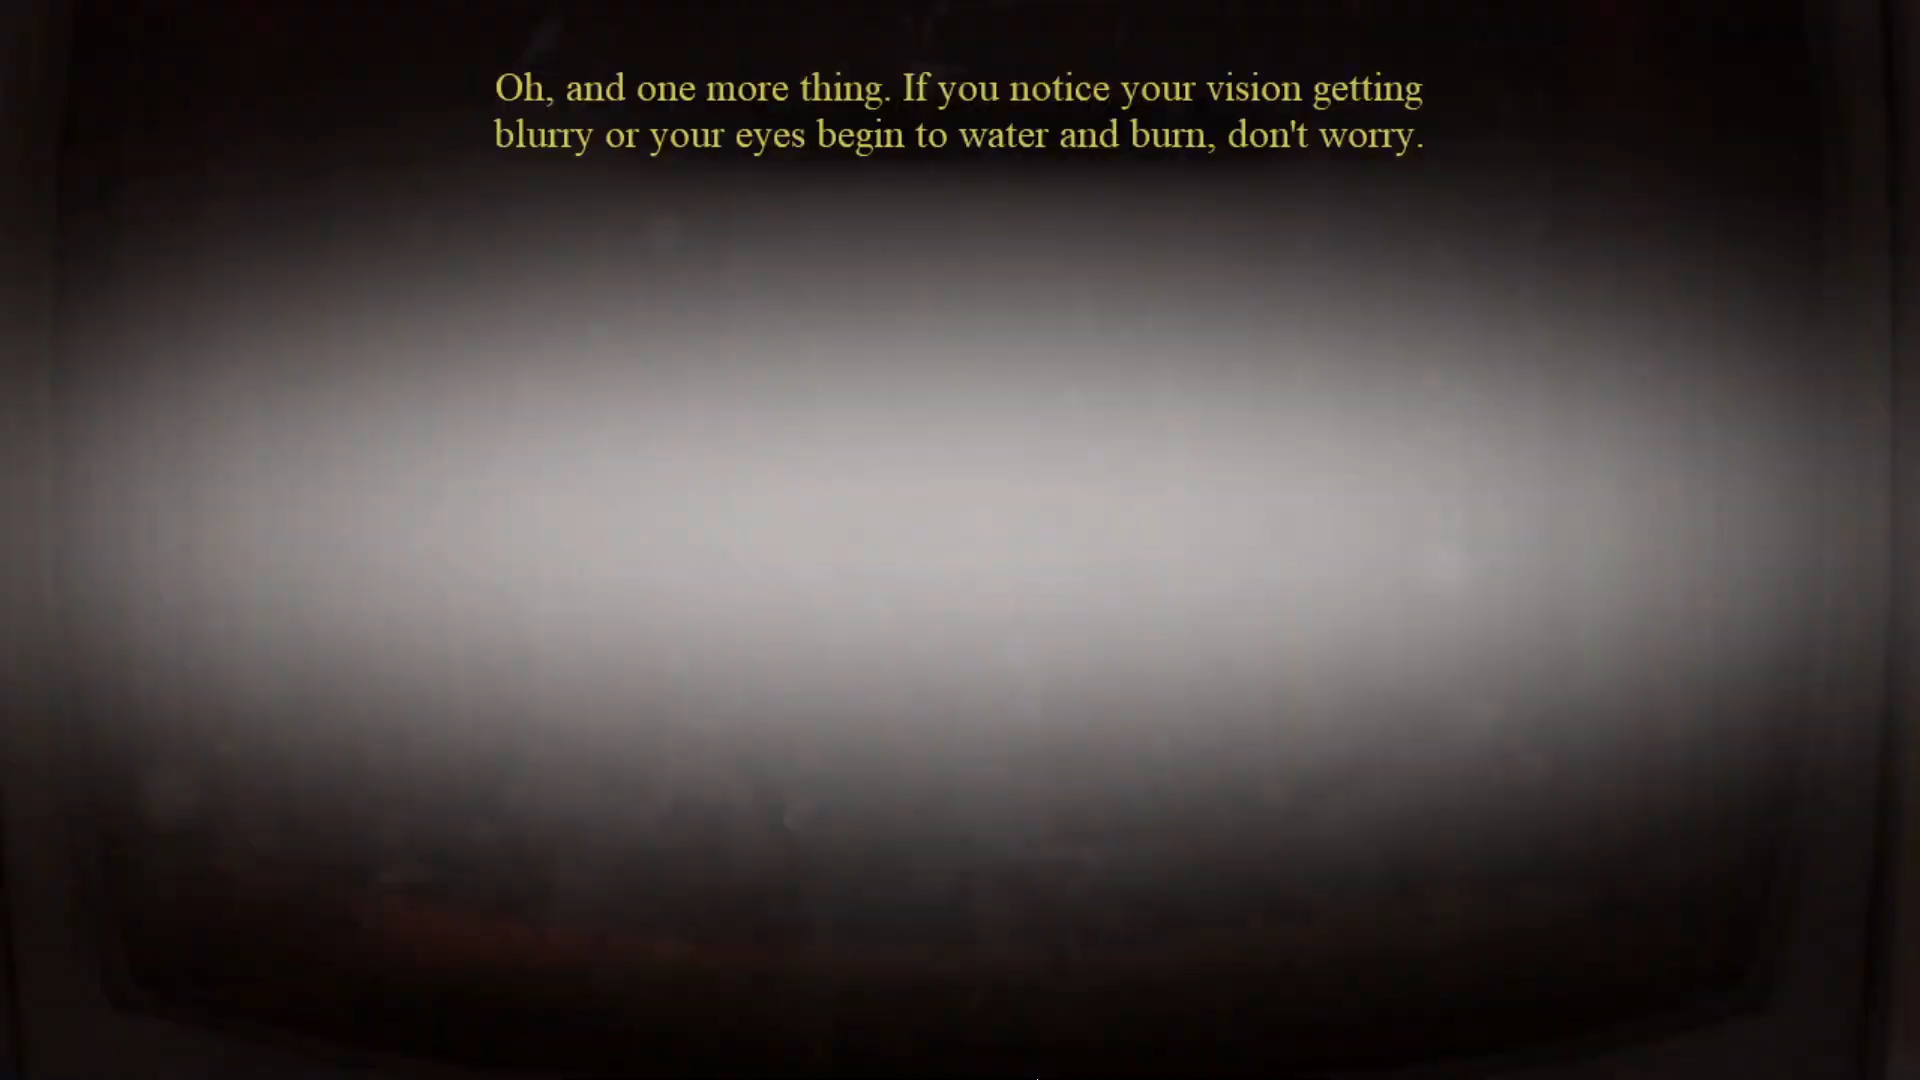 Oh, and one more thing. If you notice your vision getting
blurry or your eyes begin to water and burn, don't worry.